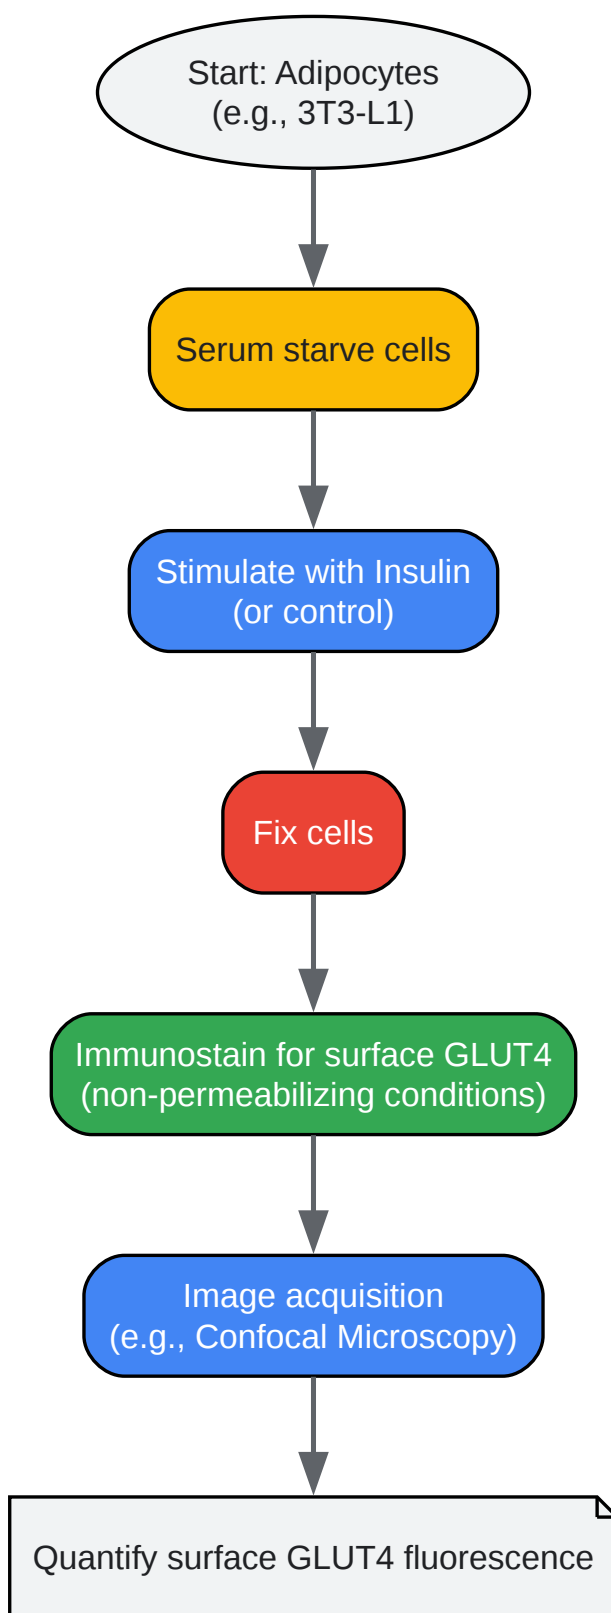 Start: Adipocytes
(e.g., 3T3-L1)
Serum starve cells
Stimulate with Insulin
(or control)
Fix cells
Immunostain for surface GLUT4
(non-permeabilizing conditions)
Image acquisition
(e.g., Confocal Microscopy)
Quantify surface GLUT4 fluorescence